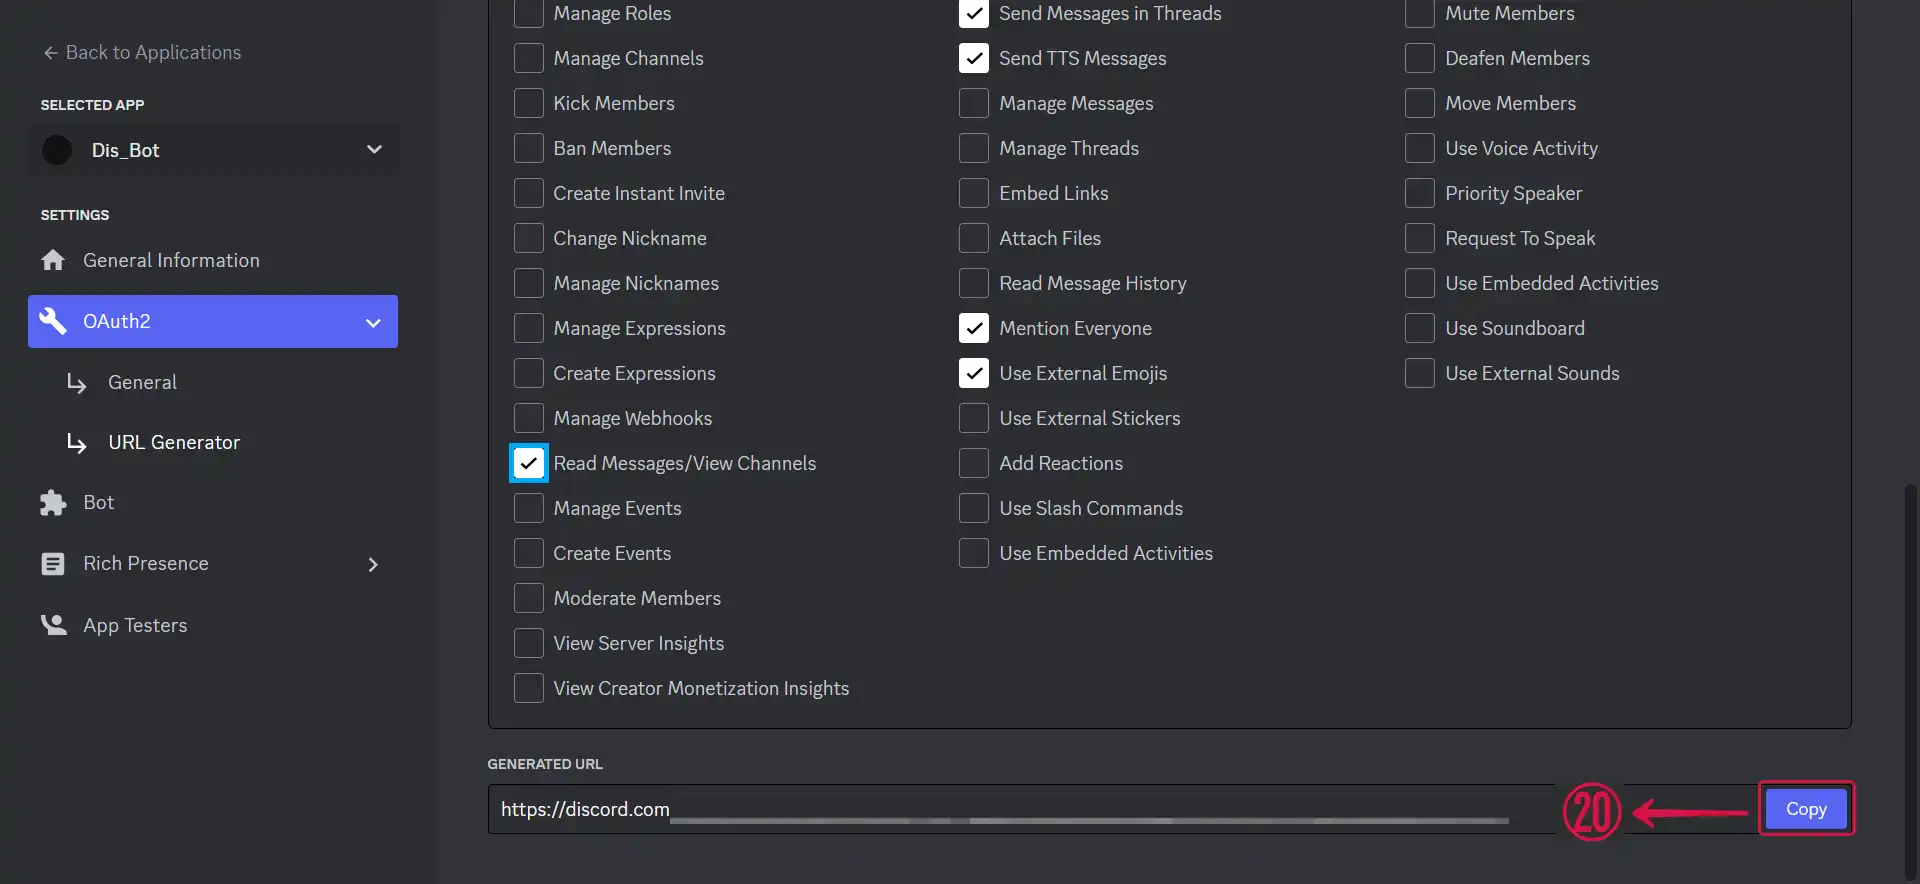 Back to Applications
SELECTED APP
Dis_Bot
SETTINGS
General Information
OAuth2
General
URL Generator
Bot
Rich Presence
App Testers
Manage Roles
Manage Channels
Kick Members
Ban Members
Create Instant Invite
Change Nickname
Manage Nicknames
Manage Expressions
Create Expressions
Manage Webhooks
Read Messages/View Channels
Manage Events
Create Events
Moderate Members
View Server Insights
View Creator Monetization Insights
Send Messages in Threads
Send TTS Messages
Manage Messages
Manage Threads
Embed Links
Attach Files
Read Message History
Mention Everyone
Use External Emojis
Use External Stickers
Add Reactions
Use Slash Commands
Use Embedded Activities
Mute Members
Deafen Members
Move Members
Use Voice Activity
Priority Speaker
Request To Speak
Use Embedded Activities
Use Soundboard
Use External Sounds
GENERATED URL
https://discord.com
20
Copy